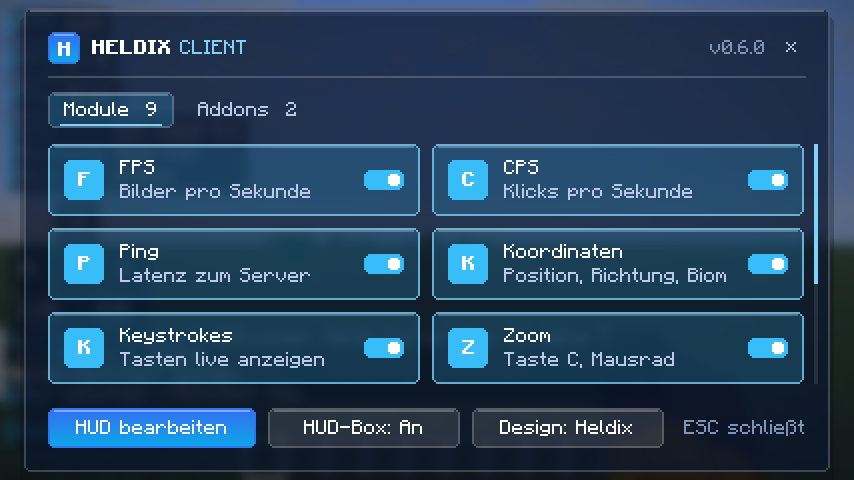 H HELDIX CLIENT v0.6.0 ×
Module 9 Addons 2
F FPS
Bilder pro Sekunde
C CPS
Klicks pro Sekunde
P Ping
Latenz zum Server
K Koordinaten
Position, Richtung, Biom
K Keystrokes
Tasten live anzeigen
Z Zoom
Taste C, Mausrad
HUD bearbeiten HUD-Box: An Design: Heldix ESC schließt